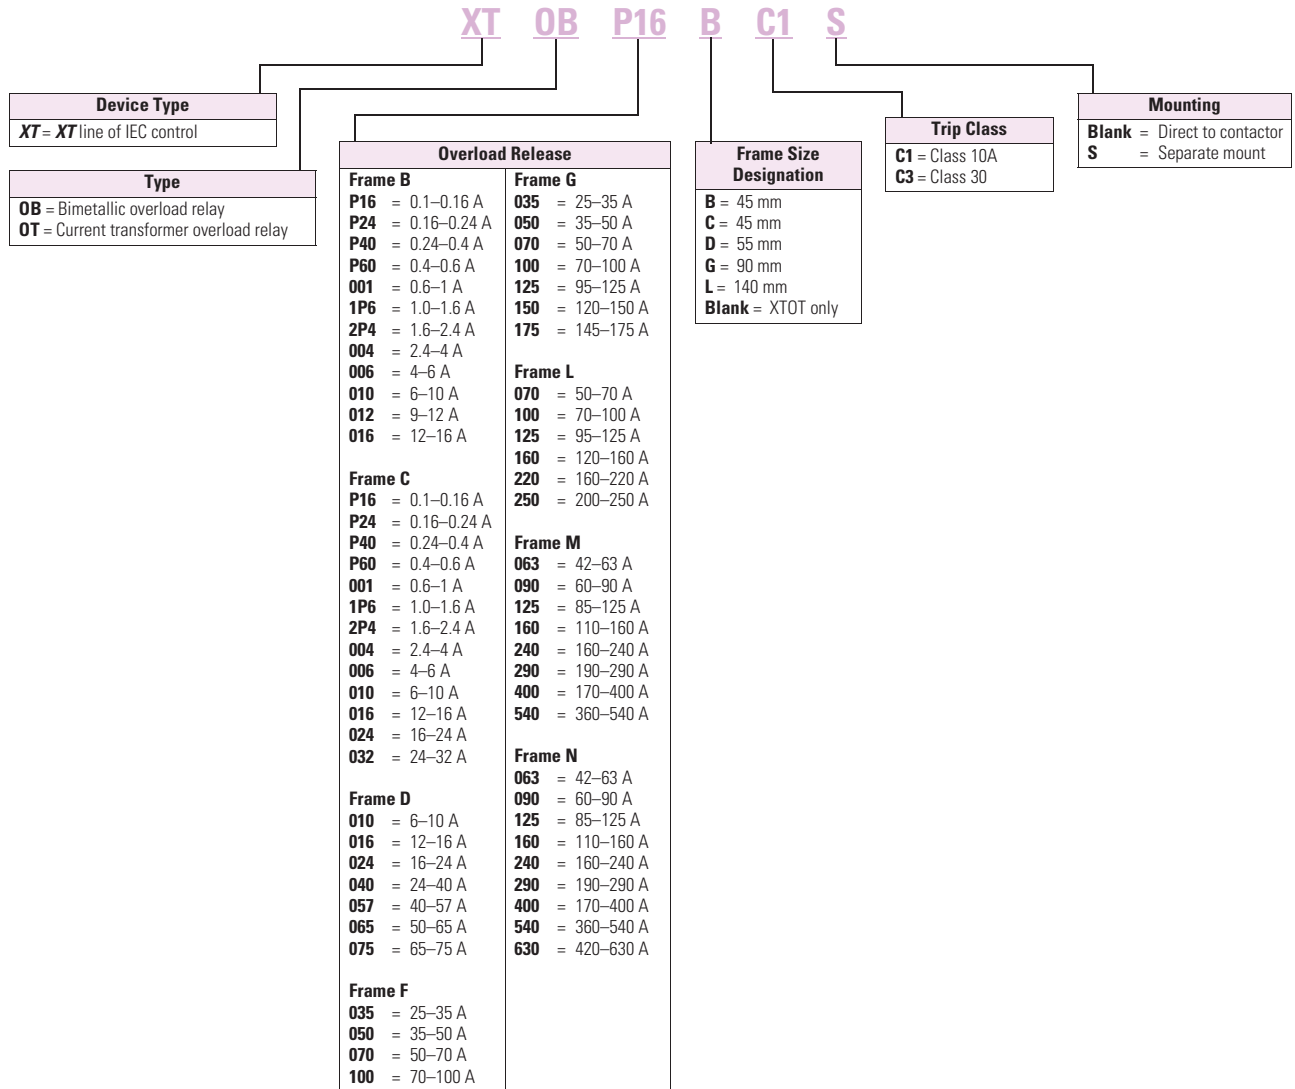 XT OB P16 B C1 S
Device Type
XT = XT line of IEC control
Type
OB = Bimetallic overload relay
OT = Current transformer overload relay
Overload Release
Frame B
P16 = 0.1–0.16 A
P24 = 0.16–0.24 A
P40 = 0.24–0.4 A
P60 = 0.4–0.6 A
001 = 0.6–1 A
1P6 = 1.0–1.6 A
2P4 = 1.6–2.4 A
004 = 2.4–4 A
006 = 4–6 A
010 = 6–10 A
012 = 9–12 A
016 = 12–16 A
Frame C
P16 = 0.1–0.16 A
P24 = 0.16–0.24 A
P40 = 0.24–0.4 A
P60 = 0.4–0.6 A
001 = 0.6–1 A
1P6 = 1.0–1.6 A
2P4 = 1.6–2.4 A
004 = 2.4–4 A
006 = 4–6 A
010 = 6–10 A
016 = 12–16 A
024 = 16–24 A
032 = 24–32 A
Frame D
010 = 6–10 A
016 = 12–16 A
024 = 16–24 A
040 = 24–40 A
057 = 40–57 A
065 = 50–65 A
075 = 65–75 A
Frame F
035 = 25–35 A
050 = 35–50 A
070 = 50–70 A
100 = 70–100 A
Frame G
035 = 25–35 A
050 = 35–50 A
070 = 50–70 A
100 = 70–100 A
125 = 95–125 A
150 = 120–150 A
175 = 145–175 A
Frame L
070 = 50–70 A
100 = 70–100 A
125 = 95–125 A
160 = 120–160 A
220 = 160–220 A
250 = 200–250 A
Frame M
063 = 42–63 A
090 = 60–90 A
125 = 85–125 A
160 = 110–160 A
240 = 160–240 A
290 = 190–290 A
400 = 170–400 A
540 = 360–540 A
Frame N
063 = 42–63 A
090 = 60–90 A
125 = 85–125 A
160 = 110–160 A
240 = 160–240 A
290 = 190–290 A
400 = 170–400 A
540 = 360–540 A
630 = 420–630 A
Frame Size
Designation
B = 45 mm
C = 45 mm
D = 55 mm
G = 90 mm
L = 140 mm
Blank = XTOT only
Trip Class
C1 = Class 10A
C3 = Class 30
Mounting
Blank = Direct to contactor
S = Separate mount